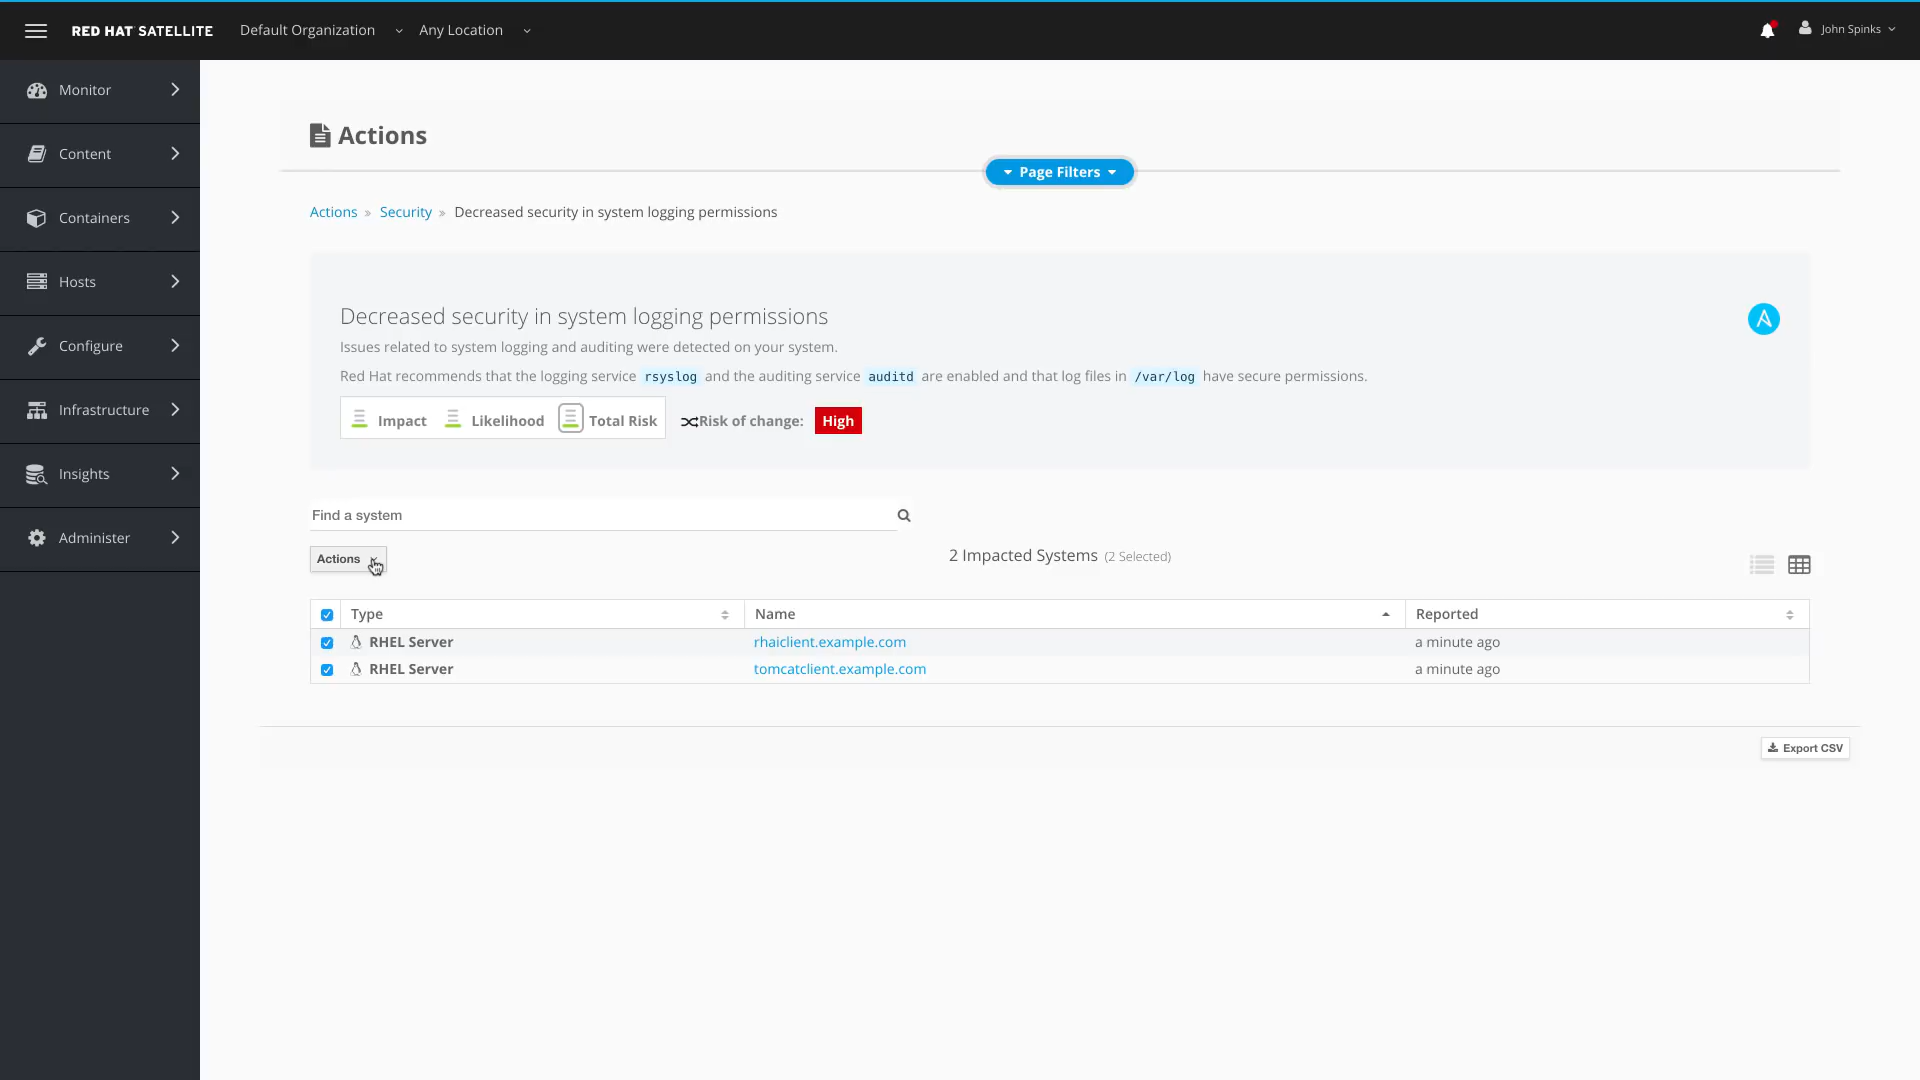 RED HAT SATELLITE Default Organization Any Location John Spinks
Monitor
Content
Containers
Hosts
Configure
Infrastructure
Insights
Administer
Actions
Page Filters
Actions » Security » Decreased security in system logging permissions
Decreased security in system logging permissions
Issues related to system logging and auditing were detected on your system.
Red Hat recommends that the logging service rsyslog and the auditing service auditd are enabled and that log files in /var/log have secure permissions.
Impact Likelihood Total Risk Risk of change: High
Find a system
Actions 2 Impacted Systems (2 Selected)
Type Name Reported
RHEL Server rhaiclient.example.com a minute ago
RHEL Server tomcatclient.example.com a minute ago
Export CSV